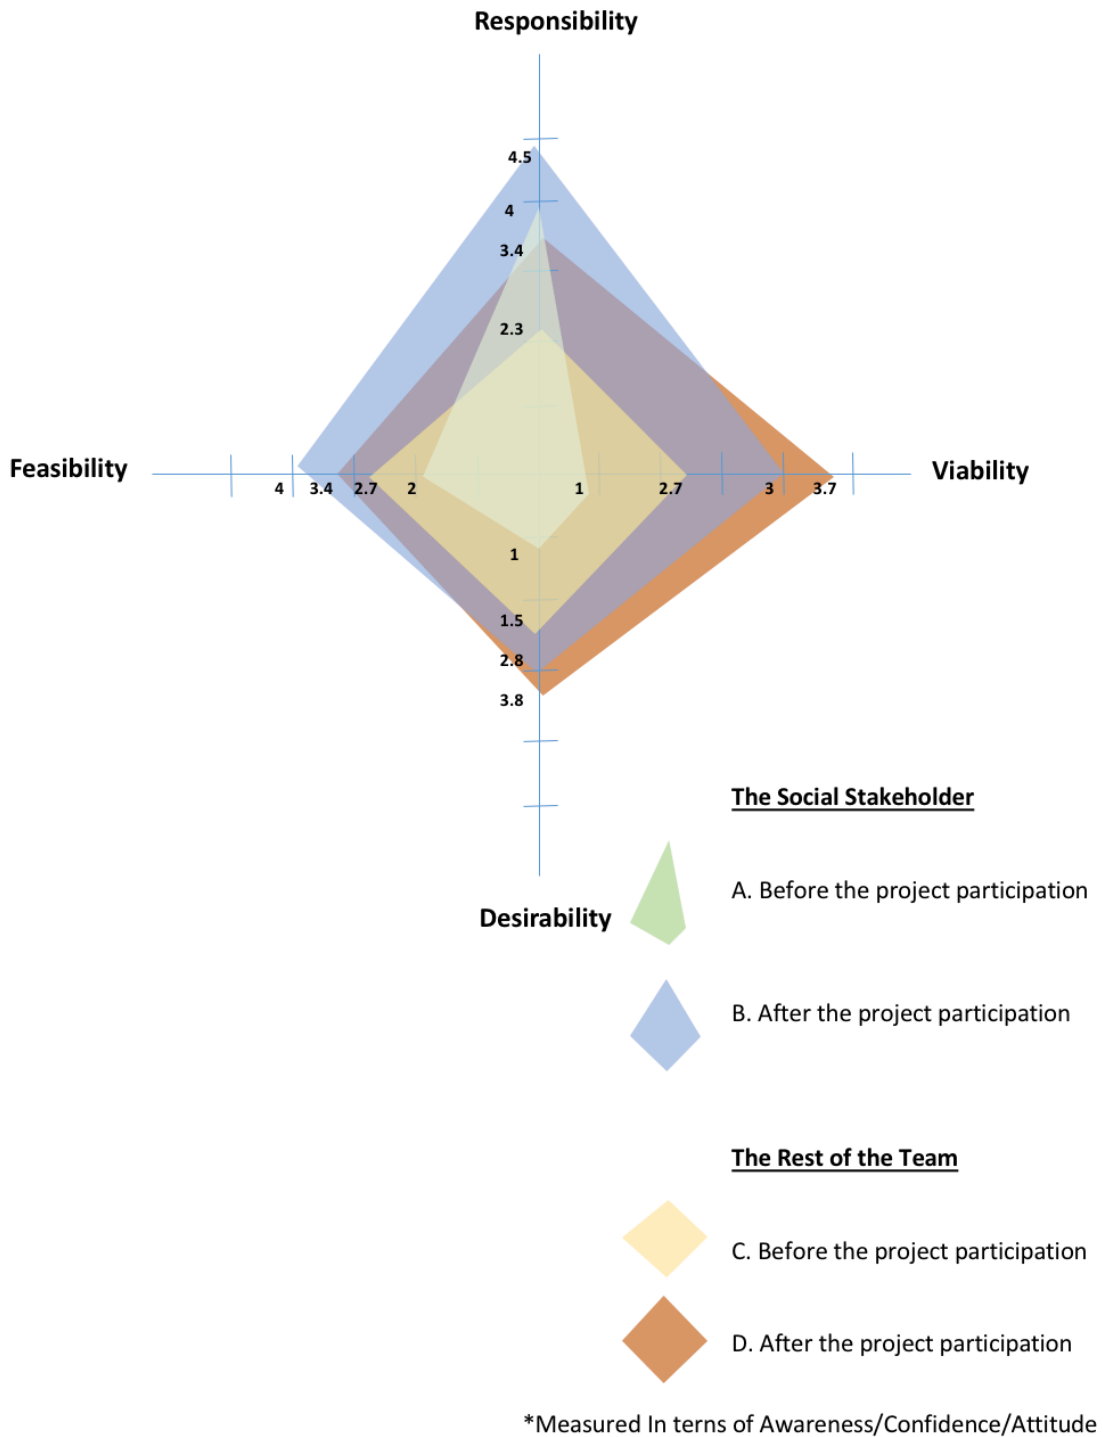 Responsibility
4.5
4
3.4
2.3
Feasibility
Viability
4 3.4 2.7 2 1 2.7 3 3.7
1
1.5
2.8
3.8
The Social Stakeholder
A. Before the project participation
Desirability
B. After the project participation
The Rest of the Team
C. Before the project participation
D. After the project participation
*Measured In terns of Awareness/Confidence/Attitude